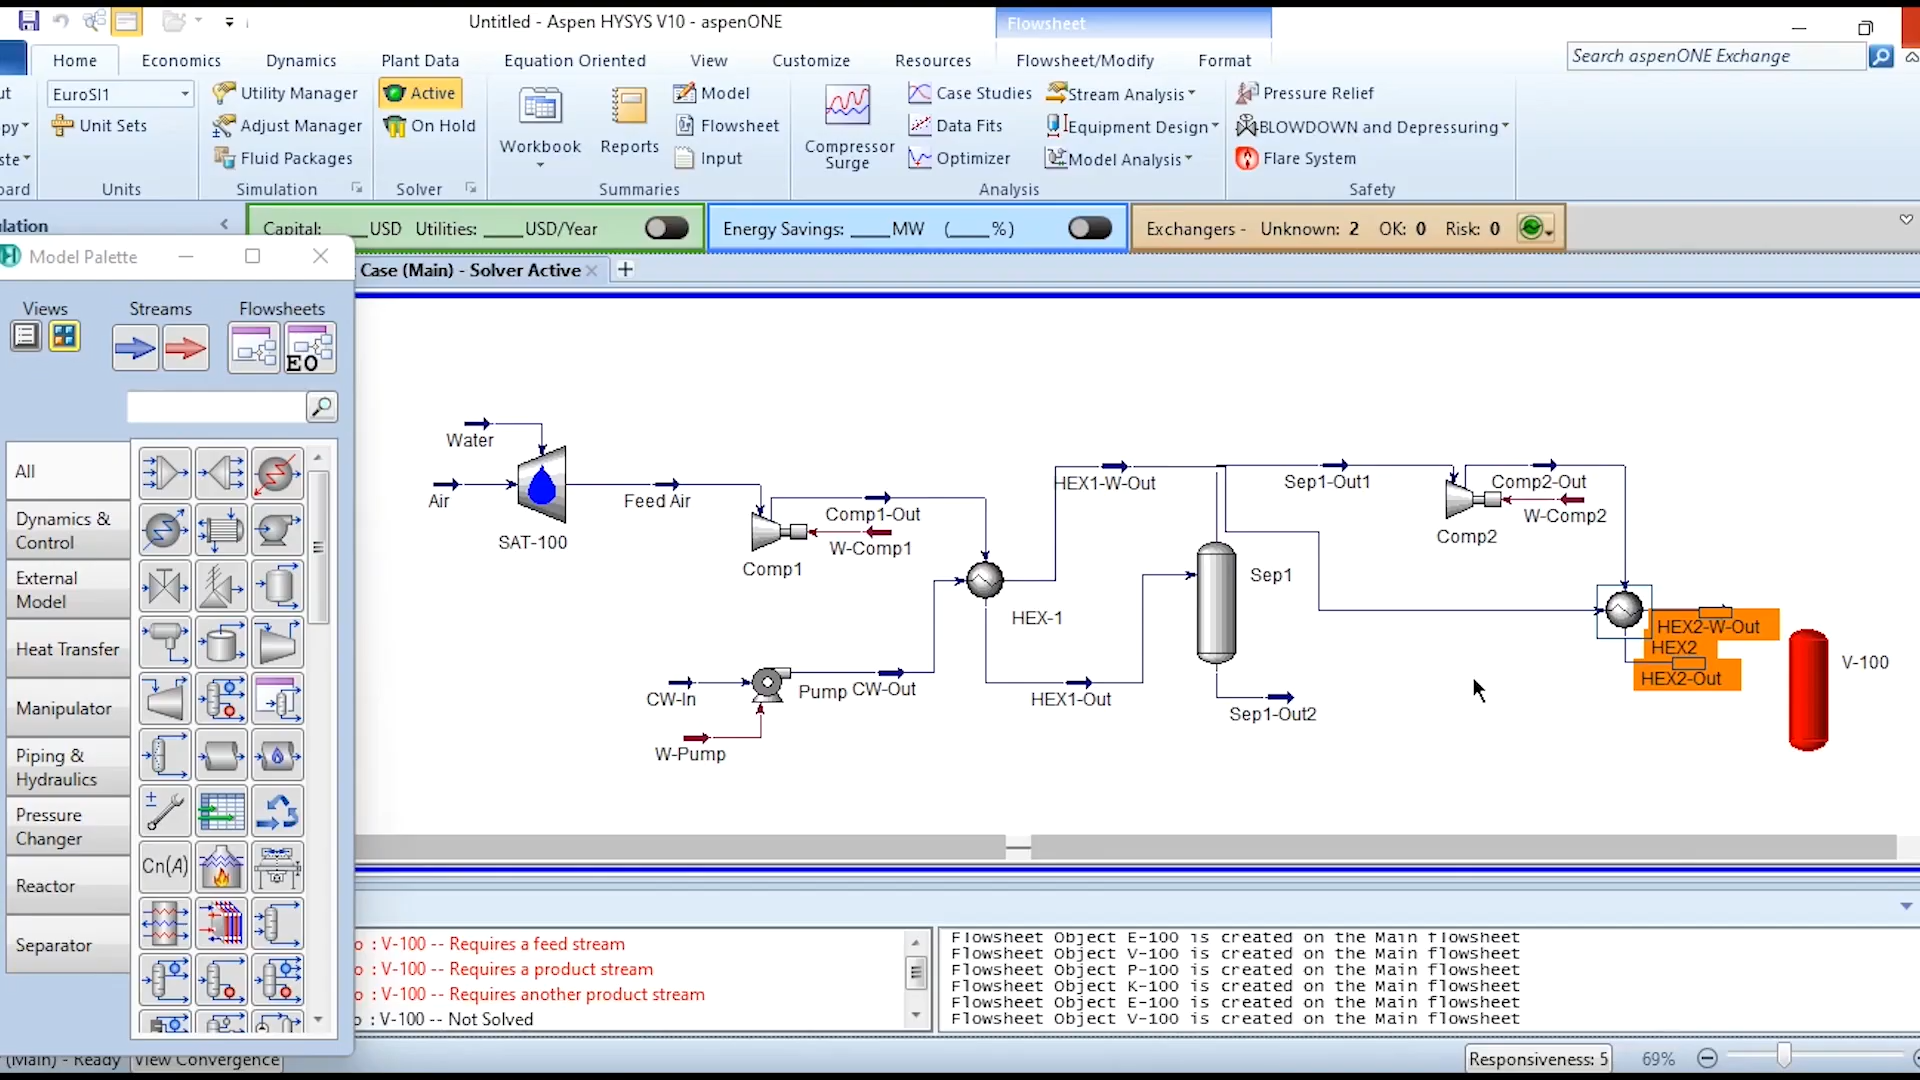 Untitled - Aspen HYSYS V10 - aspenONE
Flowsheet
Home
Economics
Dynamics
Plant Data
Equation Oriented
View
Customize
Resources
Flowsheet/Modify
Format
Search aspenONE Exchange
EuroSI1
Unit Sets
Units
Utility Manager
Adjust Manager
Fluid Packages
Simulation
Active
On Hold
Solver
Workbook
Reports
Model
Flowsheet
Input
Summaries
Compressor
Surge
Case Studies
Data Fits
Optimizer
Stream Analysis
Equipment Design
Model Analysis
Analysis
Pressure Relief
BLOWDOWN and Depressuring
Flare System
Safety
lation
Capital: ____USD Utilities: ____USD/Year
Energy Savings: ____MW (____%)
Exchangers - Unknown: 2 OK: 0 Risk: 0
Model Palette
Case (Main) - Solver Active
Views
Streams
Flowsheets
EO
All
Dynamics &
Control
External
Model
Heat Transfer
Manipulator
Piping &
Hydraulics
Pressure
Changer
Reactor
Separator
Cn(A)
Water
Air
SAT-100
Feed Air
Comp1-Out
W-Comp1
Comp1
HEX-1
HEX1-W-Out
CW-In
Pump
CW-Out
W-Pump
HEX1-Out
Sep1
Sep1-Out1
Sep1-Out2
Comp2-Out
W-Comp2
Comp2
HEX2-W-Out
HEX2
HEX2-Out
V-100
o : V-100 -- Requires a feed stream
o : V-100 -- Requires a product stream
o : V-100 -- Requires another product stream
o : V-100 -- Not Solved
Flowsheet Object E-100 is created on the Main flowsheet
Flowsheet Object V-100 is created on the Main flowsheet
Flowsheet Object P-100 is created on the Main flowsheet
Flowsheet Object K-100 is created on the Main flowsheet
Flowsheet Object E-100 is created on the Main flowsheet
Flowsheet Object V-100 is created on the Main flowsheet
(Main) - Ready
View Convergence
Responsiveness: 5
69%